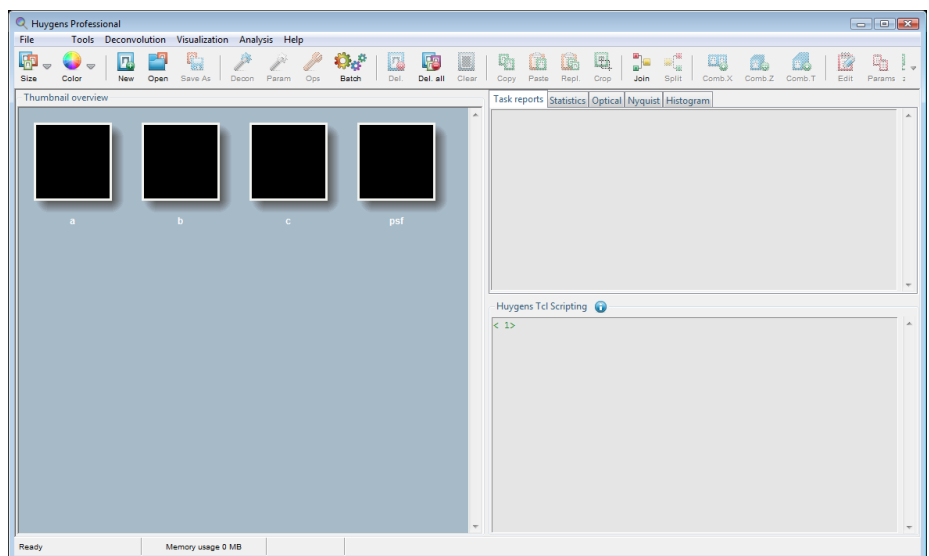 Huygens Professional
File Tools Deconvolution Visualization Analysis Help
Size Color New Open Save As Decon Param Ops Batch Del. Del. all Clear Copy Paste Repl. Crop Join Split Comb.X Comb.Z Comb.T Edit Params
Thumbnail overview
Task reports Statistics Optical Nyquist Histogram
a b c psf
Huygens Tcl Scripting
< 1>
Ready Memory usage 0 MB